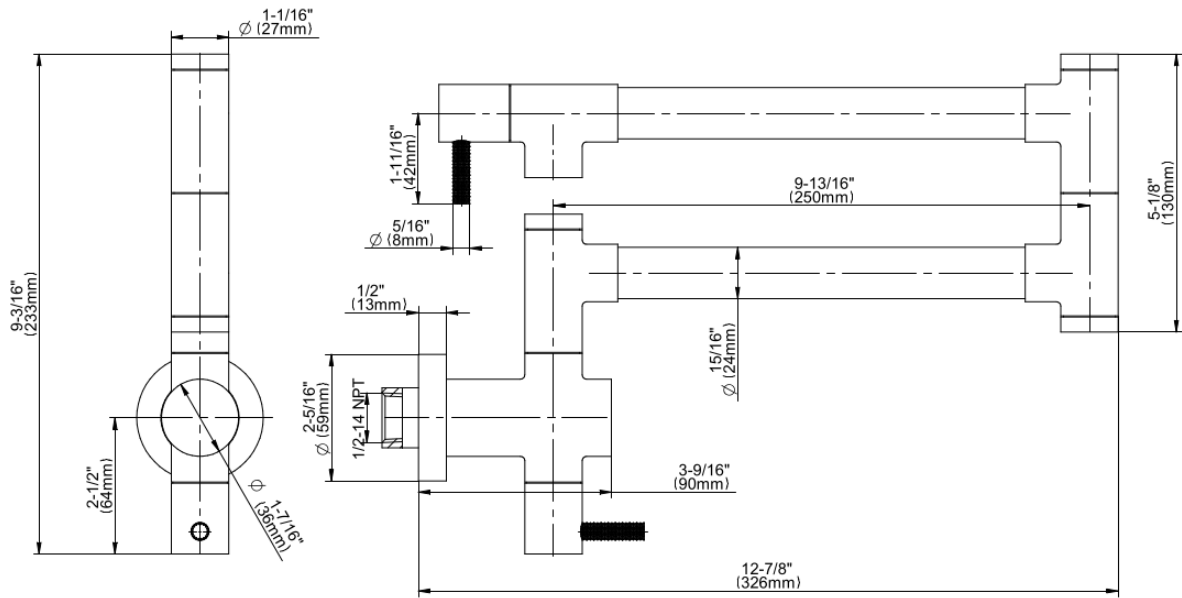 1-1/16"
Ø (27mm)
9-3/16"
(233mm)
2-1/2"
(64mm)
Ø 1-7/16"
(36mm)
1-11/16"
(42mm)
5/16"
Ø (8mm)
9-13/16"
(250mm)
5-1/8"
(130mm)
1/2"
(13mm)
15/16"
Ø (24mm)
2-5/16"
Ø (59mm)
1/2-14 NPT
3-9/16"
(90mm)
12-7/8"
(326mm)